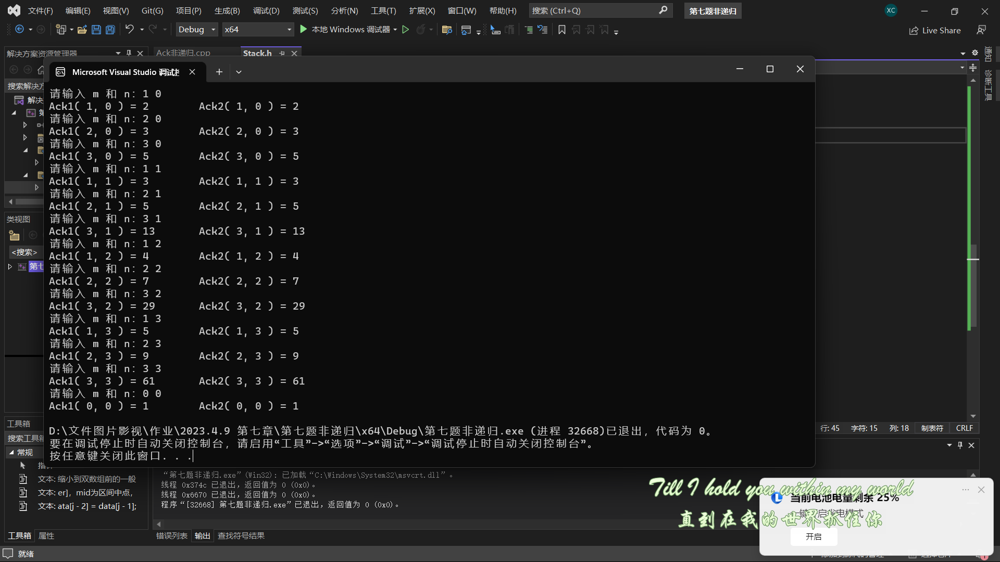 文件(F) 编辑(E) 视图(V) Git(G) 项目(P) 生成(B) 调试(D) 测试(S) 分析(N) 工具(T) 扩展(X) 窗口(W) 帮助(H) 搜索 (Ctrl+Q) 第七题非递归 XC
Debug x64 本地 Windows 调试器 Live Share
解决方案资源管理器 Ack非递归.cpp Stack.h
Microsoft Visual Studio 调试
搜索解决方
解决
第
请输入 m 和 n: 1 0
Ack1( 1, 0 ) = 2 Ack2( 1, 0 ) = 2
请输入 m 和 n: 2 0
Ack1( 2, 0 ) = 3 Ack2( 2, 0 ) = 3
请输入 m 和 n: 3 0
Ack1( 3, 0 ) = 5 Ack2( 3, 0 ) = 5
请输入 m 和 n: 1 1
Ack1( 1, 1 ) = 3 Ack2( 1, 1 ) = 3
请输入 m 和 n: 2 1
Ack1( 2, 1 ) = 5 Ack2( 2, 1 ) = 5
请输入 m 和 n: 3 1
Ack1( 3, 1 ) = 13 Ack2( 3, 1 ) = 13
请输入 m 和 n: 1 2
Ack1( 1, 2 ) = 4 Ack2( 1, 2 ) = 4
请输入 m 和 n: 2 2
Ack1( 2, 2 ) = 7 Ack2( 2, 2 ) = 7
请输入 m 和 n: 3 2
Ack1( 3, 2 ) = 29 Ack2( 3, 2 ) = 29
请输入 m 和 n: 1 3
Ack1( 1, 3 ) = 5 Ack2( 1, 3 ) = 5
请输入 m 和 n: 2 3
Ack1( 2, 3 ) = 9 Ack2( 2, 3 ) = 9
请输入 m 和 n: 3 3
Ack1( 3, 3 ) = 61 Ack2( 3, 3 ) = 61
请输入 m 和 n: 0 0
Ack1( 0, 0 ) = 1 Ack2( 0, 0 ) = 1
D:\文件图片影视\作业\2023.4.9 第七章\第七题非递归\x64\Debug\第七题非递归.exe (进程 32668)已退出，代码为 0。
要在调试停止时自动关闭控制台，请启用“工具”->“选项”->“调试”->“调试停止时自动关闭控制台”。
按任意键关闭此窗口. . .
类视图
<搜索>
第七
通知
诊断工具
行: 45 字符: 15 列: 18 制表符 CRLF
工具箱
搜索工具箱
常规
指针
文本: 缩小到双数组前的一般
文本: er]，mid为区间中点，
文本: ata[j - 2] = data[j - 1];
工具箱 属性
“第七题非递归.exe”(Win32): 已加载“C:\Windows\System32\msvcrt.dll”。
线程 0x374c 已退出，返回值为 0 (0x0)。
线程 0x6670 已退出，返回值为 0 (0x0)。
程序“[32668] 第七题非递归.exe”已退出，返回值为 0 (0x0)。
错误列表 输出 查找符号结果
Till I hold you within my world
直到在我的世界抓住你
当前电池电量剩余 25%
开启
就绪